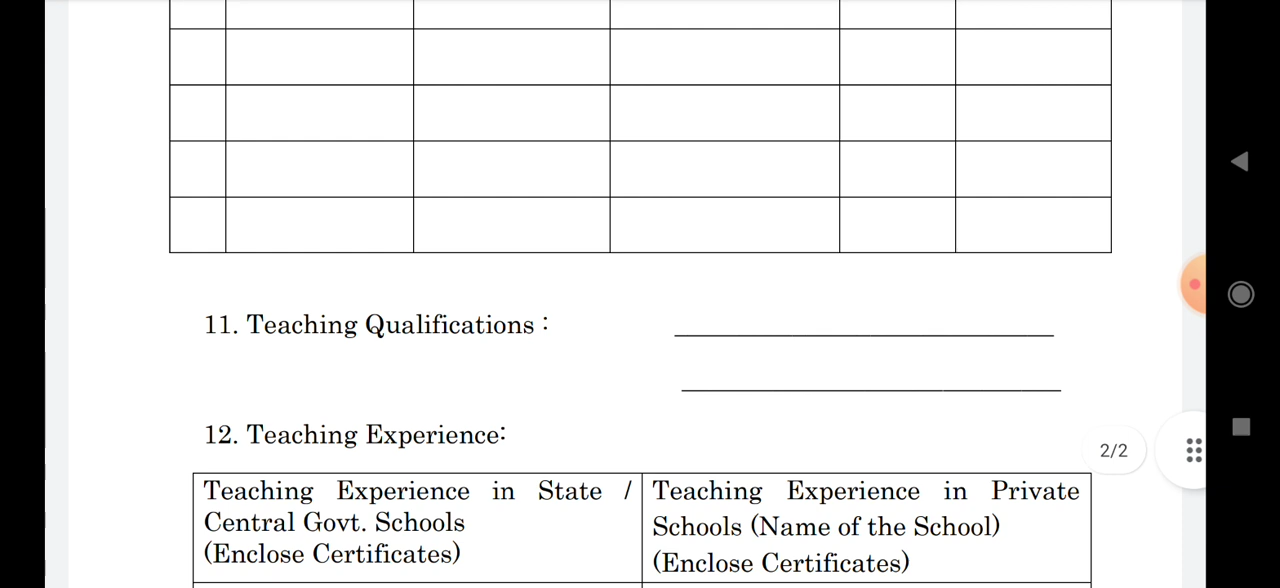 11. Teaching Qualifications :
12. Teaching Experience:
2/2
Teaching Experience in State /
Central Govt. Schools
(Enclose Certificates)
Teaching Experience in Private
Schools (Name of the School)
(Enclose Certificates)